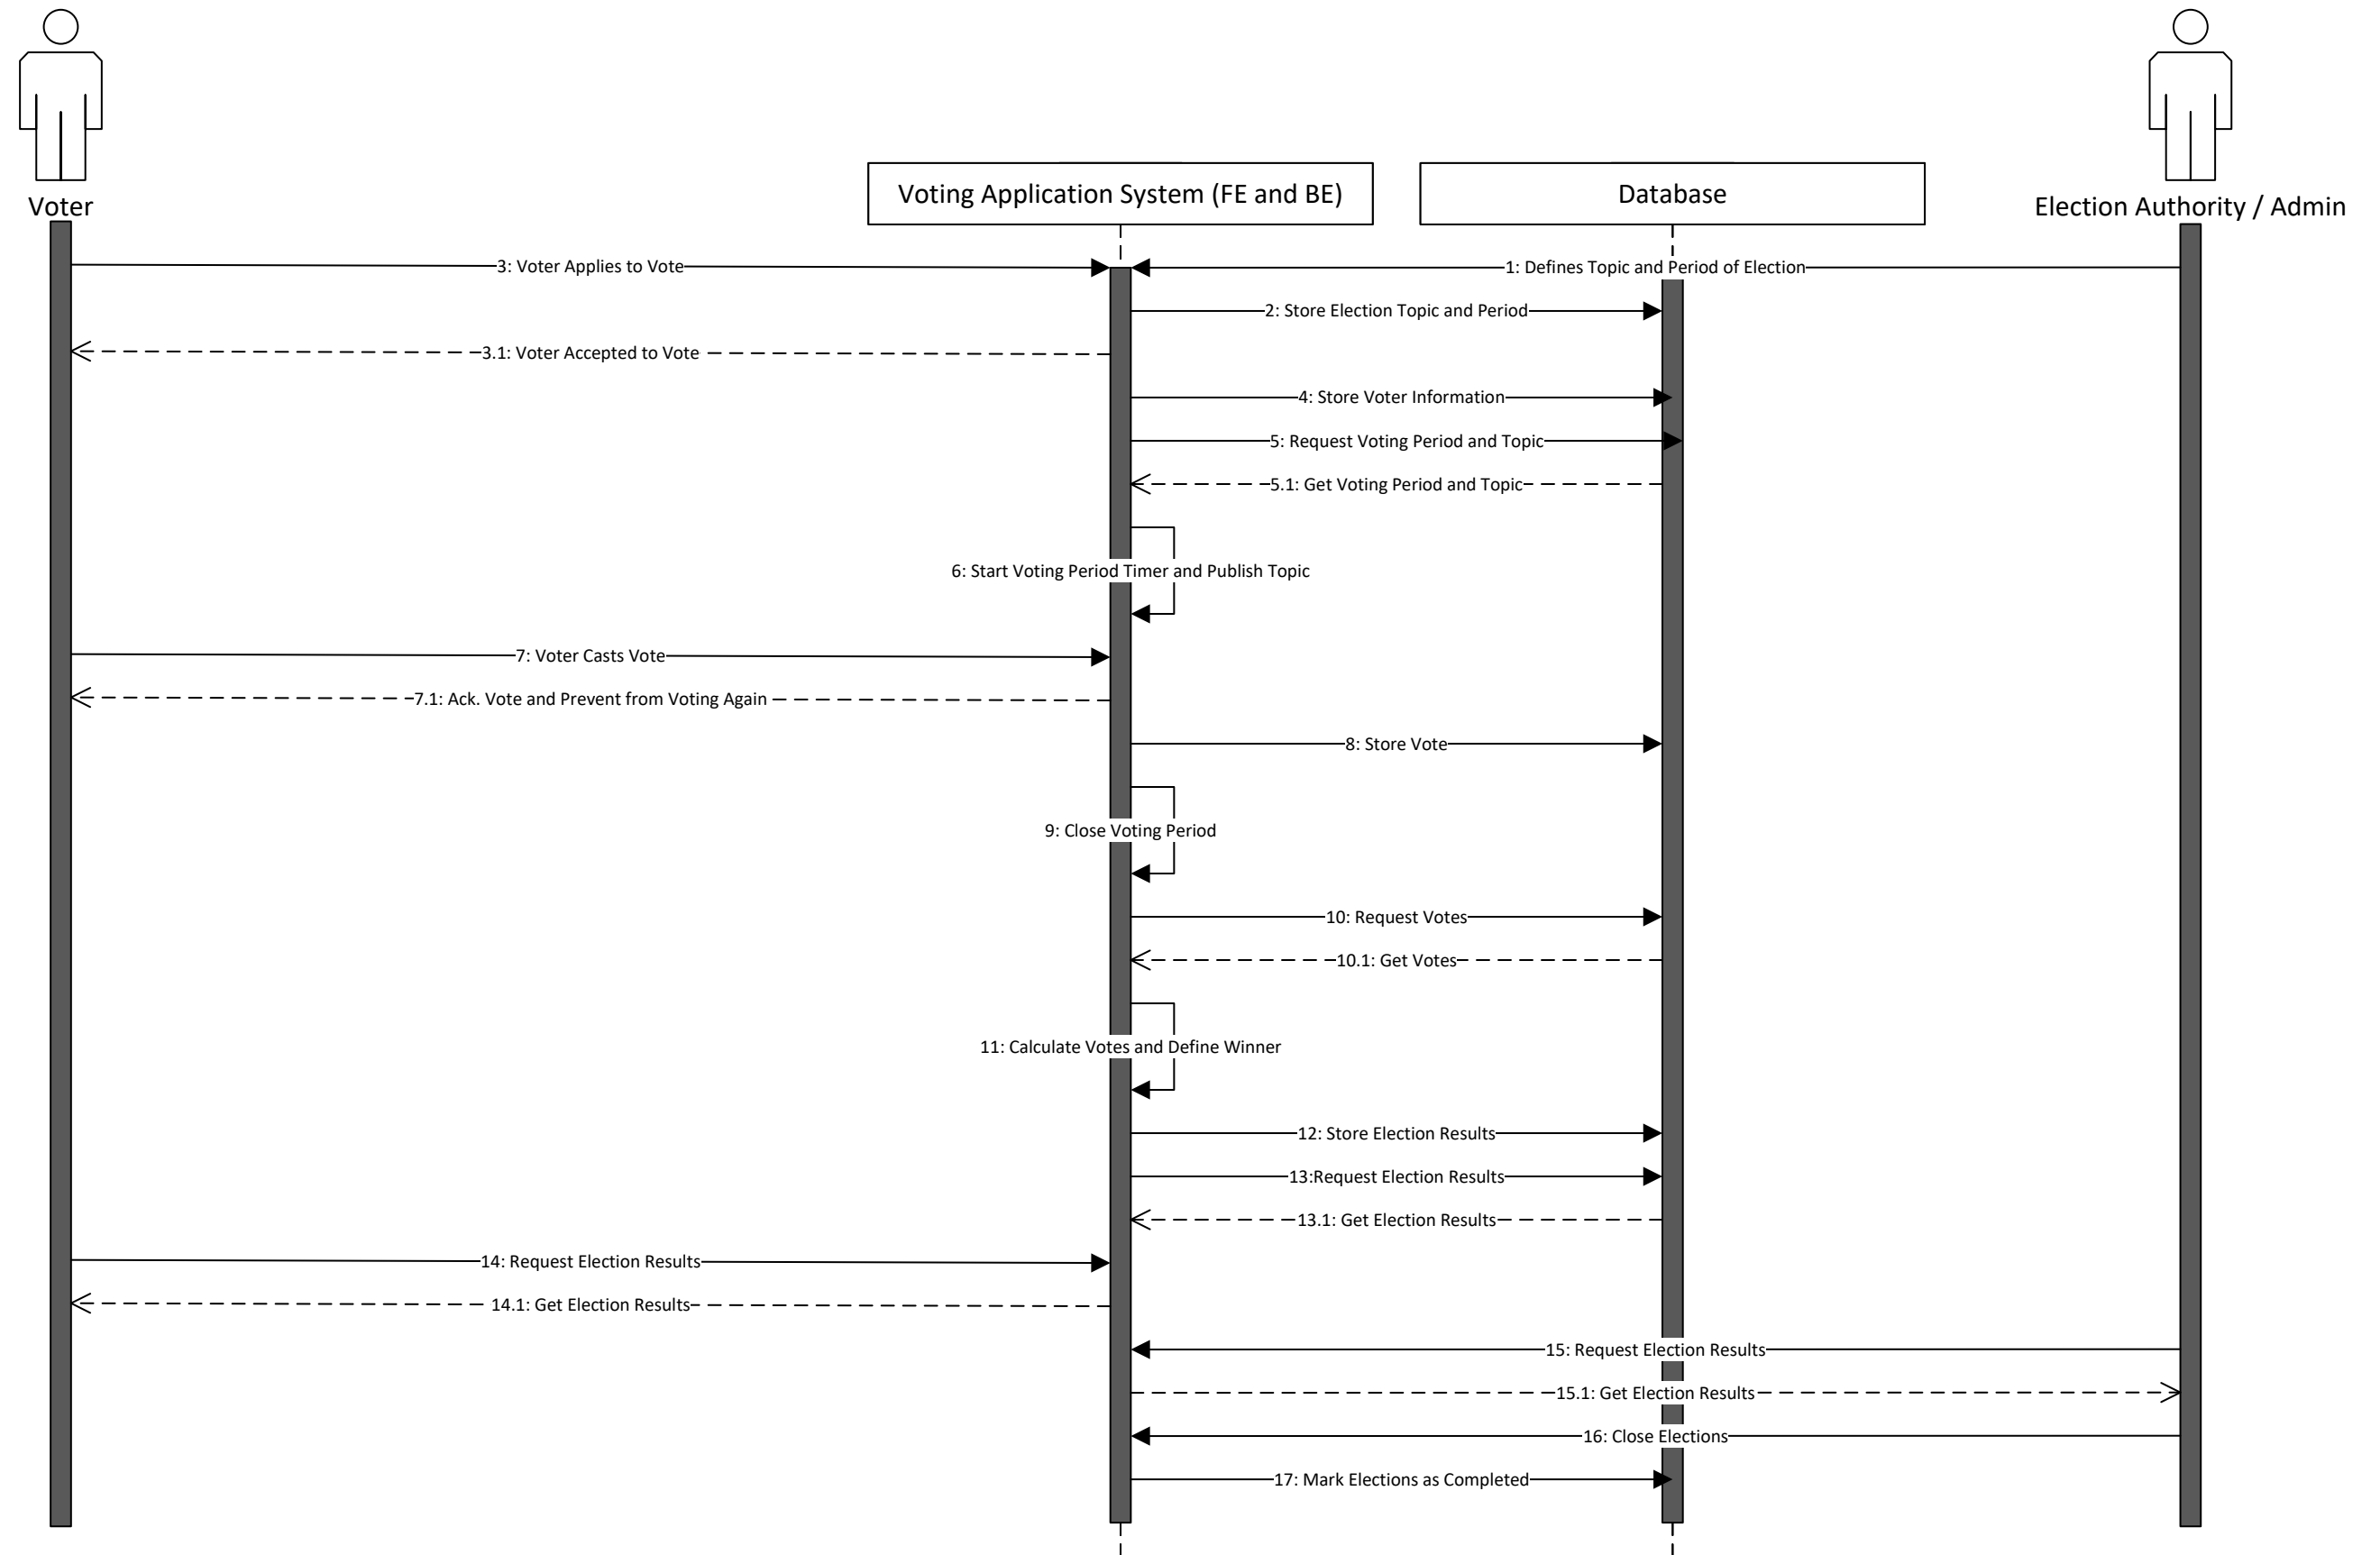 Voting Application System (FE and BE)
Database
Voter
Election Authority / Admin
3: Voter Applies to Vote
1: Defines Topic and Period of Election
2: Store Election Topic and Period
3.1: Voter Accepted to Vote
4: Store Voter Information
5: Request Voting Period and Topic
5.1: Get Voting Period and Topic
6: Start Voting Period Timer and Publish Topic
7: Voter Casts Vote
7.1: Ack. Vote and Prevent from Voting Again
8: Store Vote
9: Close Voting Period
10: Request Votes
10.1: Get Votes
11: Calculate Votes and Define Winner
12: Store Election Results
13:Request Election Results
13.1: Get Election Results
14: Request Election Results
14.1: Get Election Results
15: Request Election Results
15.1: Get Election Results
16: Close Elections
17: Mark Elections as Completed